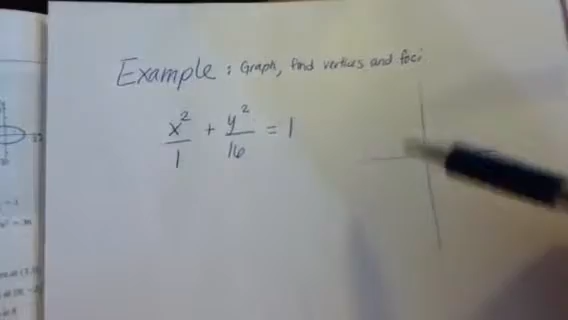 Example: Graph, find vertices and foci
x²/1 + y²/16 = 1